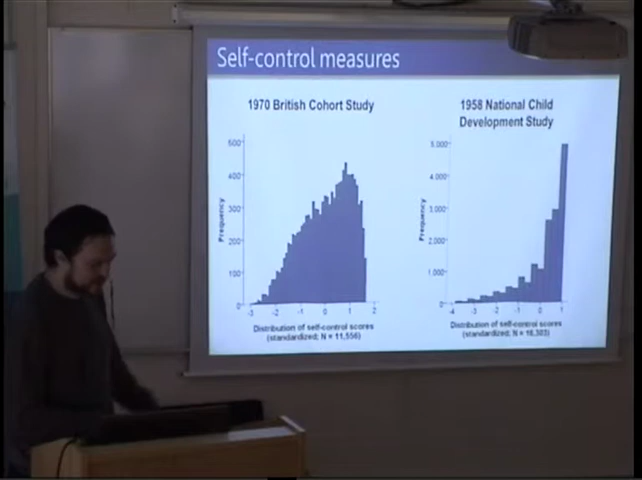 Self-control measures
1970 British Cohort Study
1958 National Child
Development Study
500
400
300
200
100
0
Frequency
-3 -2 -1 0 1 2
Distribution of self-control scores
(standardized; N = 11,556)
5.000
4.000
3.000
2.000
1.000
0
Frequency
-4 -3 -2 -1 0 1
Distribution of self-control scores
(standardized; N =